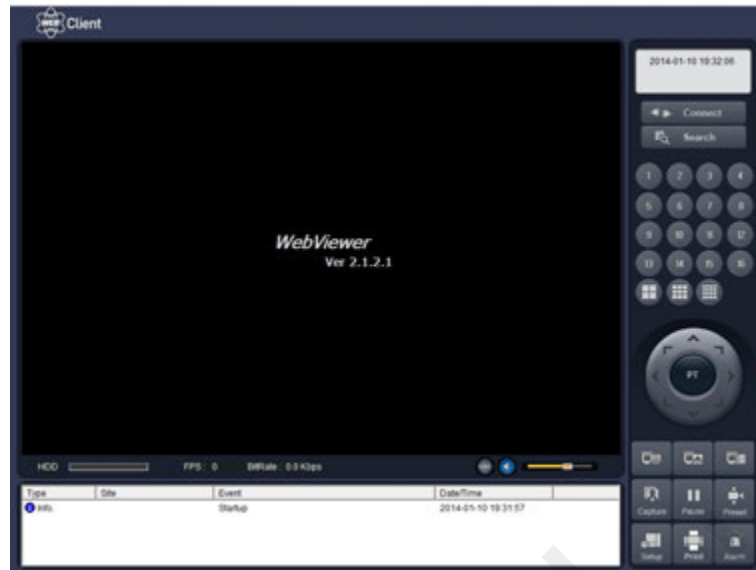 WEB Client
2014-01-10 19:32:06
Connect
Search
1 2 3 4
5 6 7 8
9 10 11 12
13 14 15 16
WebViewer
Ver 2.1.2.1
PT
HDD FPS : 0 BitRate : 0.0 Kbps
Type Site Event Date/Time
Info. Startup 2014-01-10 19:31:57
Capture Pause Preset
Setup Print Alarm